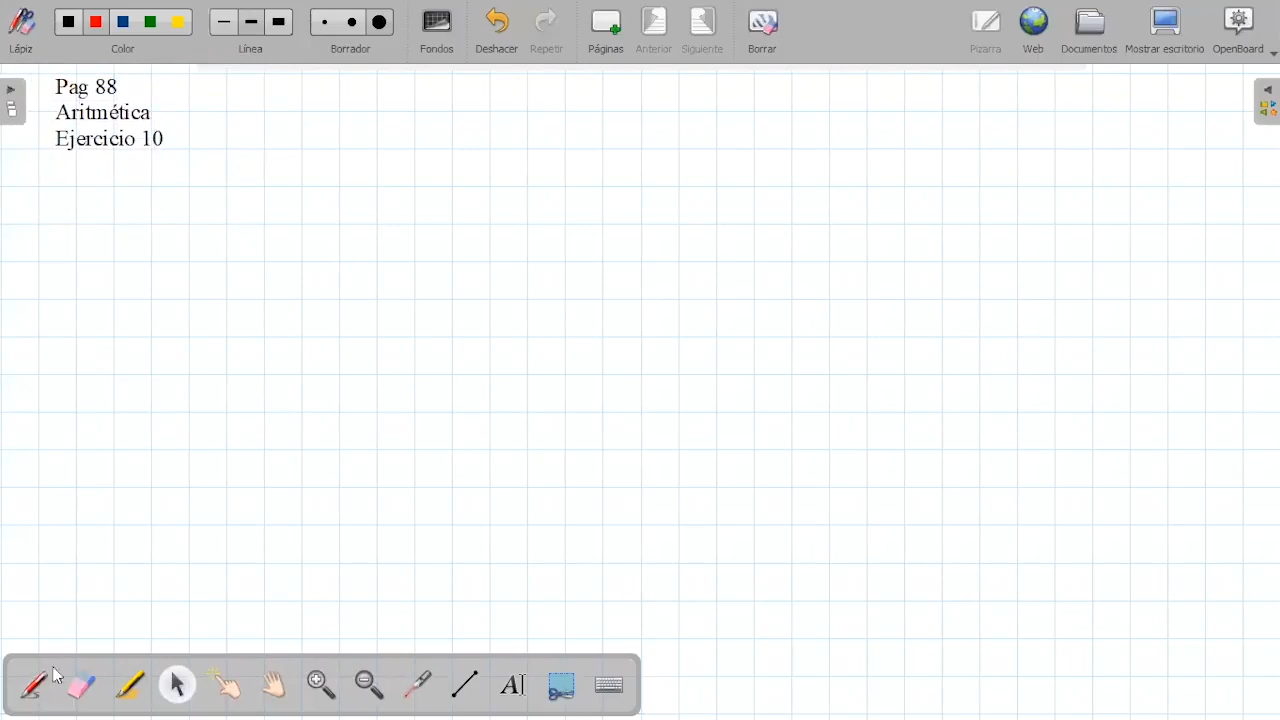 Lápiz
Color
Línea
Borrador
Fondos
Deshacer
Repetir
Páginas
Anterior
Siguiente
Borrar
Pizarra
Web
Documentos
Mostrar escritorio
OpenBoard
Pag 88
Aritmética
Ejercicio 10